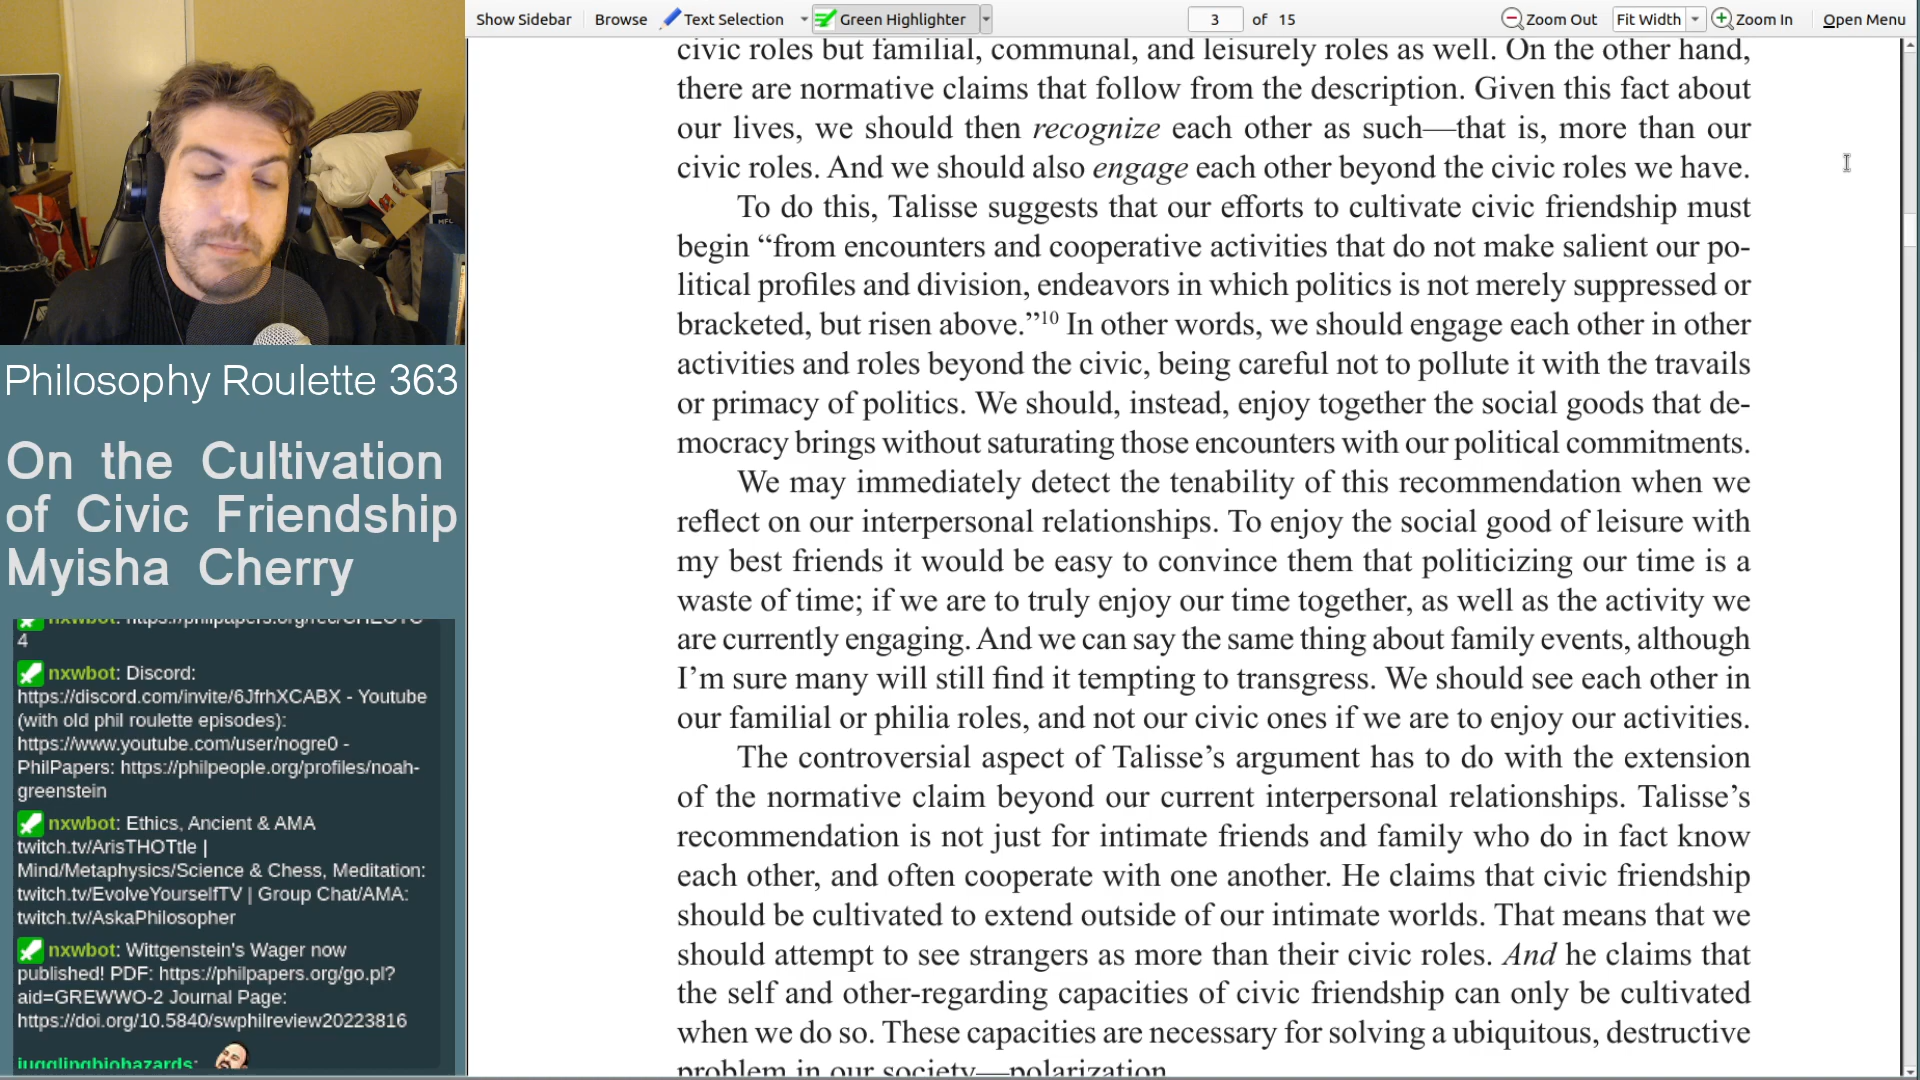 Show Sidebar Browse Text Selection Green Highlighter 3 of 15 Zoom Out Fit Width Zoom In Open Menu
civic roles but familial, communal, and leisurely roles as well. On the other hand,
there are normative claims that follow from the description. Given this fact about
our lives, we should then recognize each other as such—that is, more than our
civic roles. And we should also engage each other beyond the civic roles we have.
To do this, Talisse suggests that our efforts to cultivate civic friendship must
begin “from encounters and cooperative activities that do not make salient our po-
litical profiles and division, endeavors in which politics is not merely suppressed or
bracketed, but risen above.”10 In other words, we should engage each other in other
activities and roles beyond the civic, being careful not to pollute it with the travails
or primacy of politics. We should, instead, enjoy together the social goods that de-
mocracy brings without saturating those encounters with our political commitments.
We may immediately detect the tenability of this recommendation when we
reflect on our interpersonal relationships. To enjoy the social good of leisure with
my best friends it would be easy to convince them that politicizing our time is a
waste of time; if we are to truly enjoy our time together, as well as the activity we
are currently engaging. And we can say the same thing about family events, although
I’m sure many will still find it tempting to transgress. We should see each other in
our familial or philia roles, and not our civic ones if we are to enjoy our activities.
The controversial aspect of Talisse’s argument has to do with the extension
of the normative claim beyond our current interpersonal relationships. Talisse’s
recommendation is not just for intimate friends and family who do in fact know
each other, and often cooperate with one another. He claims that civic friendship
should be cultivated to extend outside of our intimate worlds. That means that we
should attempt to see strangers as more than their civic roles. And he claims that
the self and other-regarding capacities of civic friendship can only be cultivated
when we do so. These capacities are necessary for solving a ubiquitous, destructive
problem in our society—polarization.
Philosophy Roulette 363
On the Cultivation
of Civic Friendship
Myisha Cherry
nxwbot:
4
nxwbot: Discord:
https://discord.com/invite/6JfrhXCABX - Youtube
(with old phil roulette episodes):
https://www.youtube.com/user/nogre0 -
PhilPapers: https://philpeople.org/profiles/noah-
greenstein
nxwbot: Ethics, Ancient & AMA
twitch.tv/ArisTHOTtle |
Mind/Metaphysics/Science & Chess, Meditation:
twitch.tv/EvolveYourselfTV | Group Chat/AMA:
twitch.tv/AskaPhilosopher
nxwbot: Wittgenstein's Wager now
published! PDF: https://philpapers.org/go.pl?
aid=GREWWO-2 Journal Page:
https://doi.org/10.5840/swphilreview20223816
jugglingbiohazards: